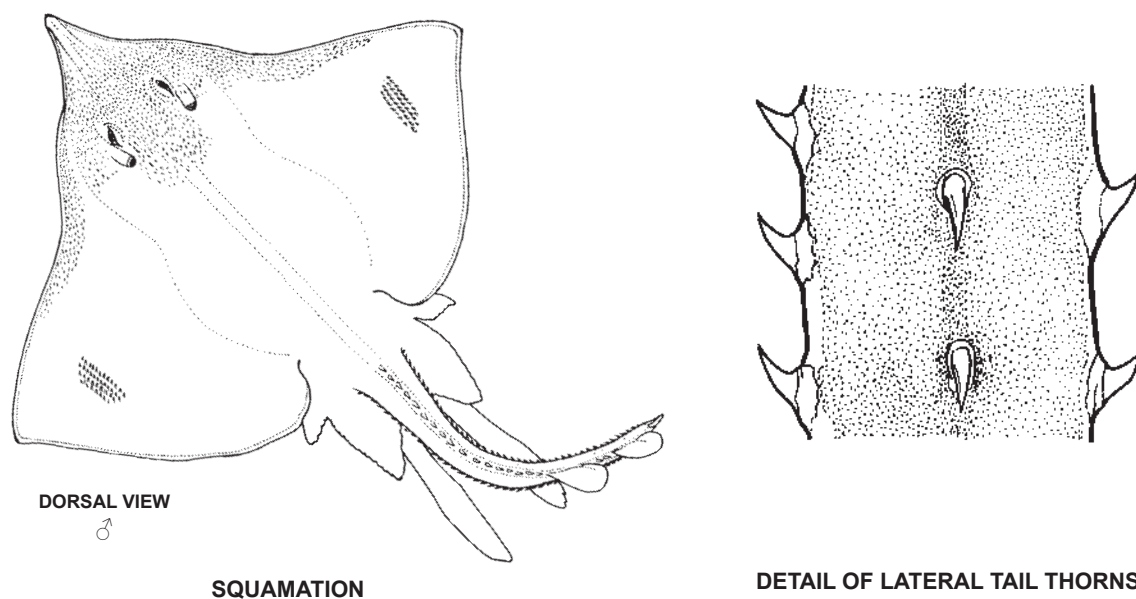 DORSAL VIEW
♂
SQUAMATION
DETAIL OF LATERAL TAIL THORNS